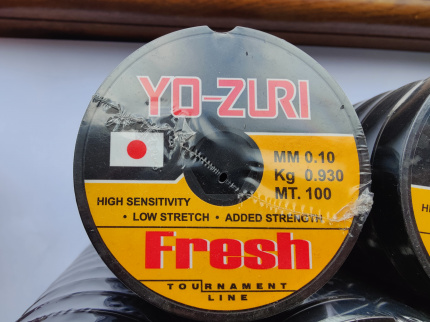 YO-ZURI
MM 0.10
Kg 0.930
MT. 100
HIGH SENSITIVITY
• LOW STRETCH • ADDED STRENGTH
Fresh
TOURNAMENT
LINE